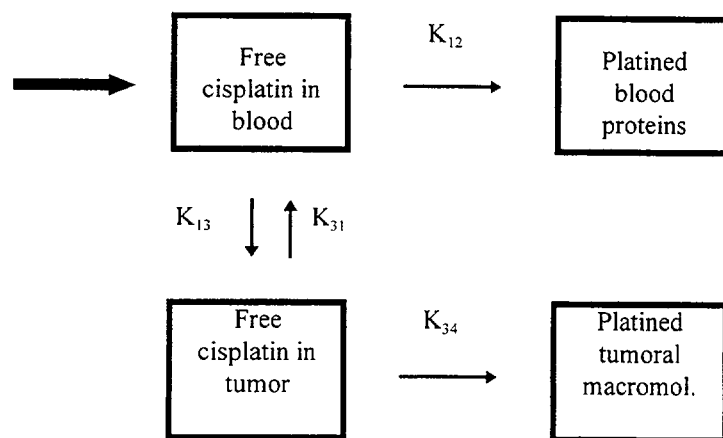 Free
cisplatin in
blood
K12
Platined
blood
proteins
K13
K31
Free
cisplatin in
tumor
K34
Platined
tumoral
macromol.